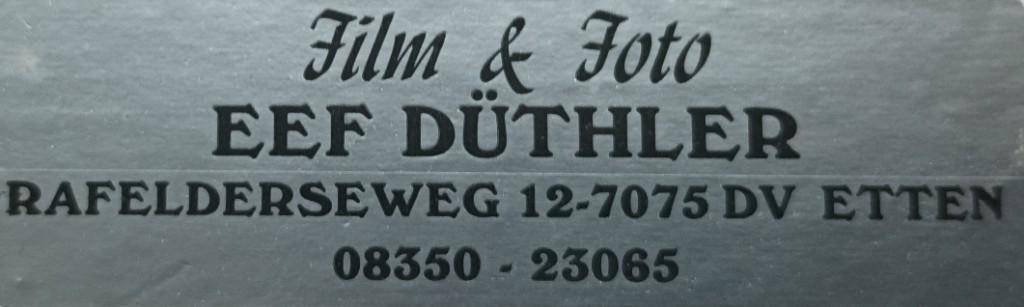 Film & Foto
EEF DÜTHLER
RAFELDERSEWEG 12-7075 DV ETTEN
08350 - 23065